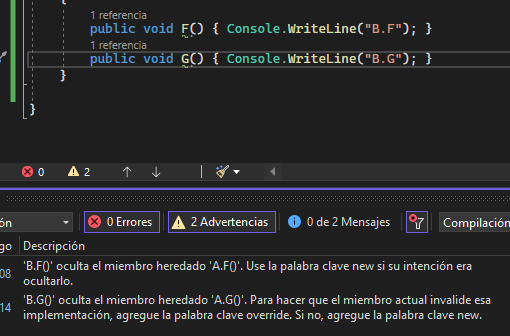 {
1 referencia
public void F() { Console.WriteLine("B.F"); }
1 referencia
public void G() { Console.WriteLine("B.G"); }
}
}
0
2
ón
0 Errores
2 Advertencias
0 de 2 Mensajes
Compilación
go
Descripción
08
'B.F()' oculta el miembro heredado 'A.F()'. Use la palabra clave new si su intención era
ocultarlo.
14
'B.G()' oculta el miembro heredado 'A.G()'. Para hacer que el miembro actual invalide esa
implementación, agregue la palabra clave override. Si no, agregue la palabra clave new.